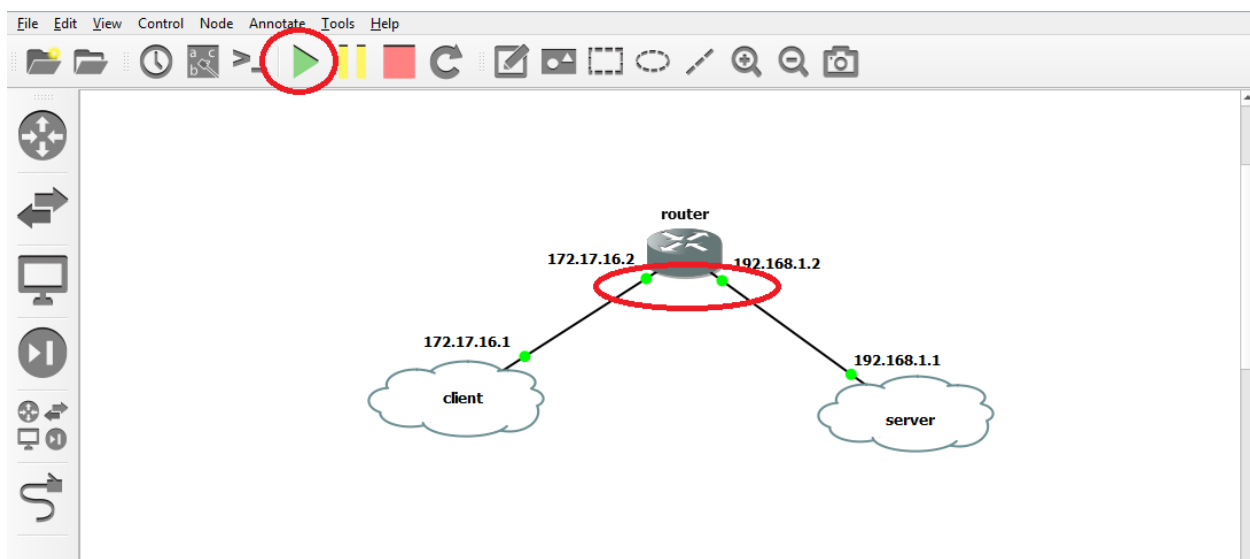 File Edit View Control Node Annotate Tools Help
a c
b
router
172.17.16.2
192.168.1.2
172.17.16.1
192.168.1.1
client
server